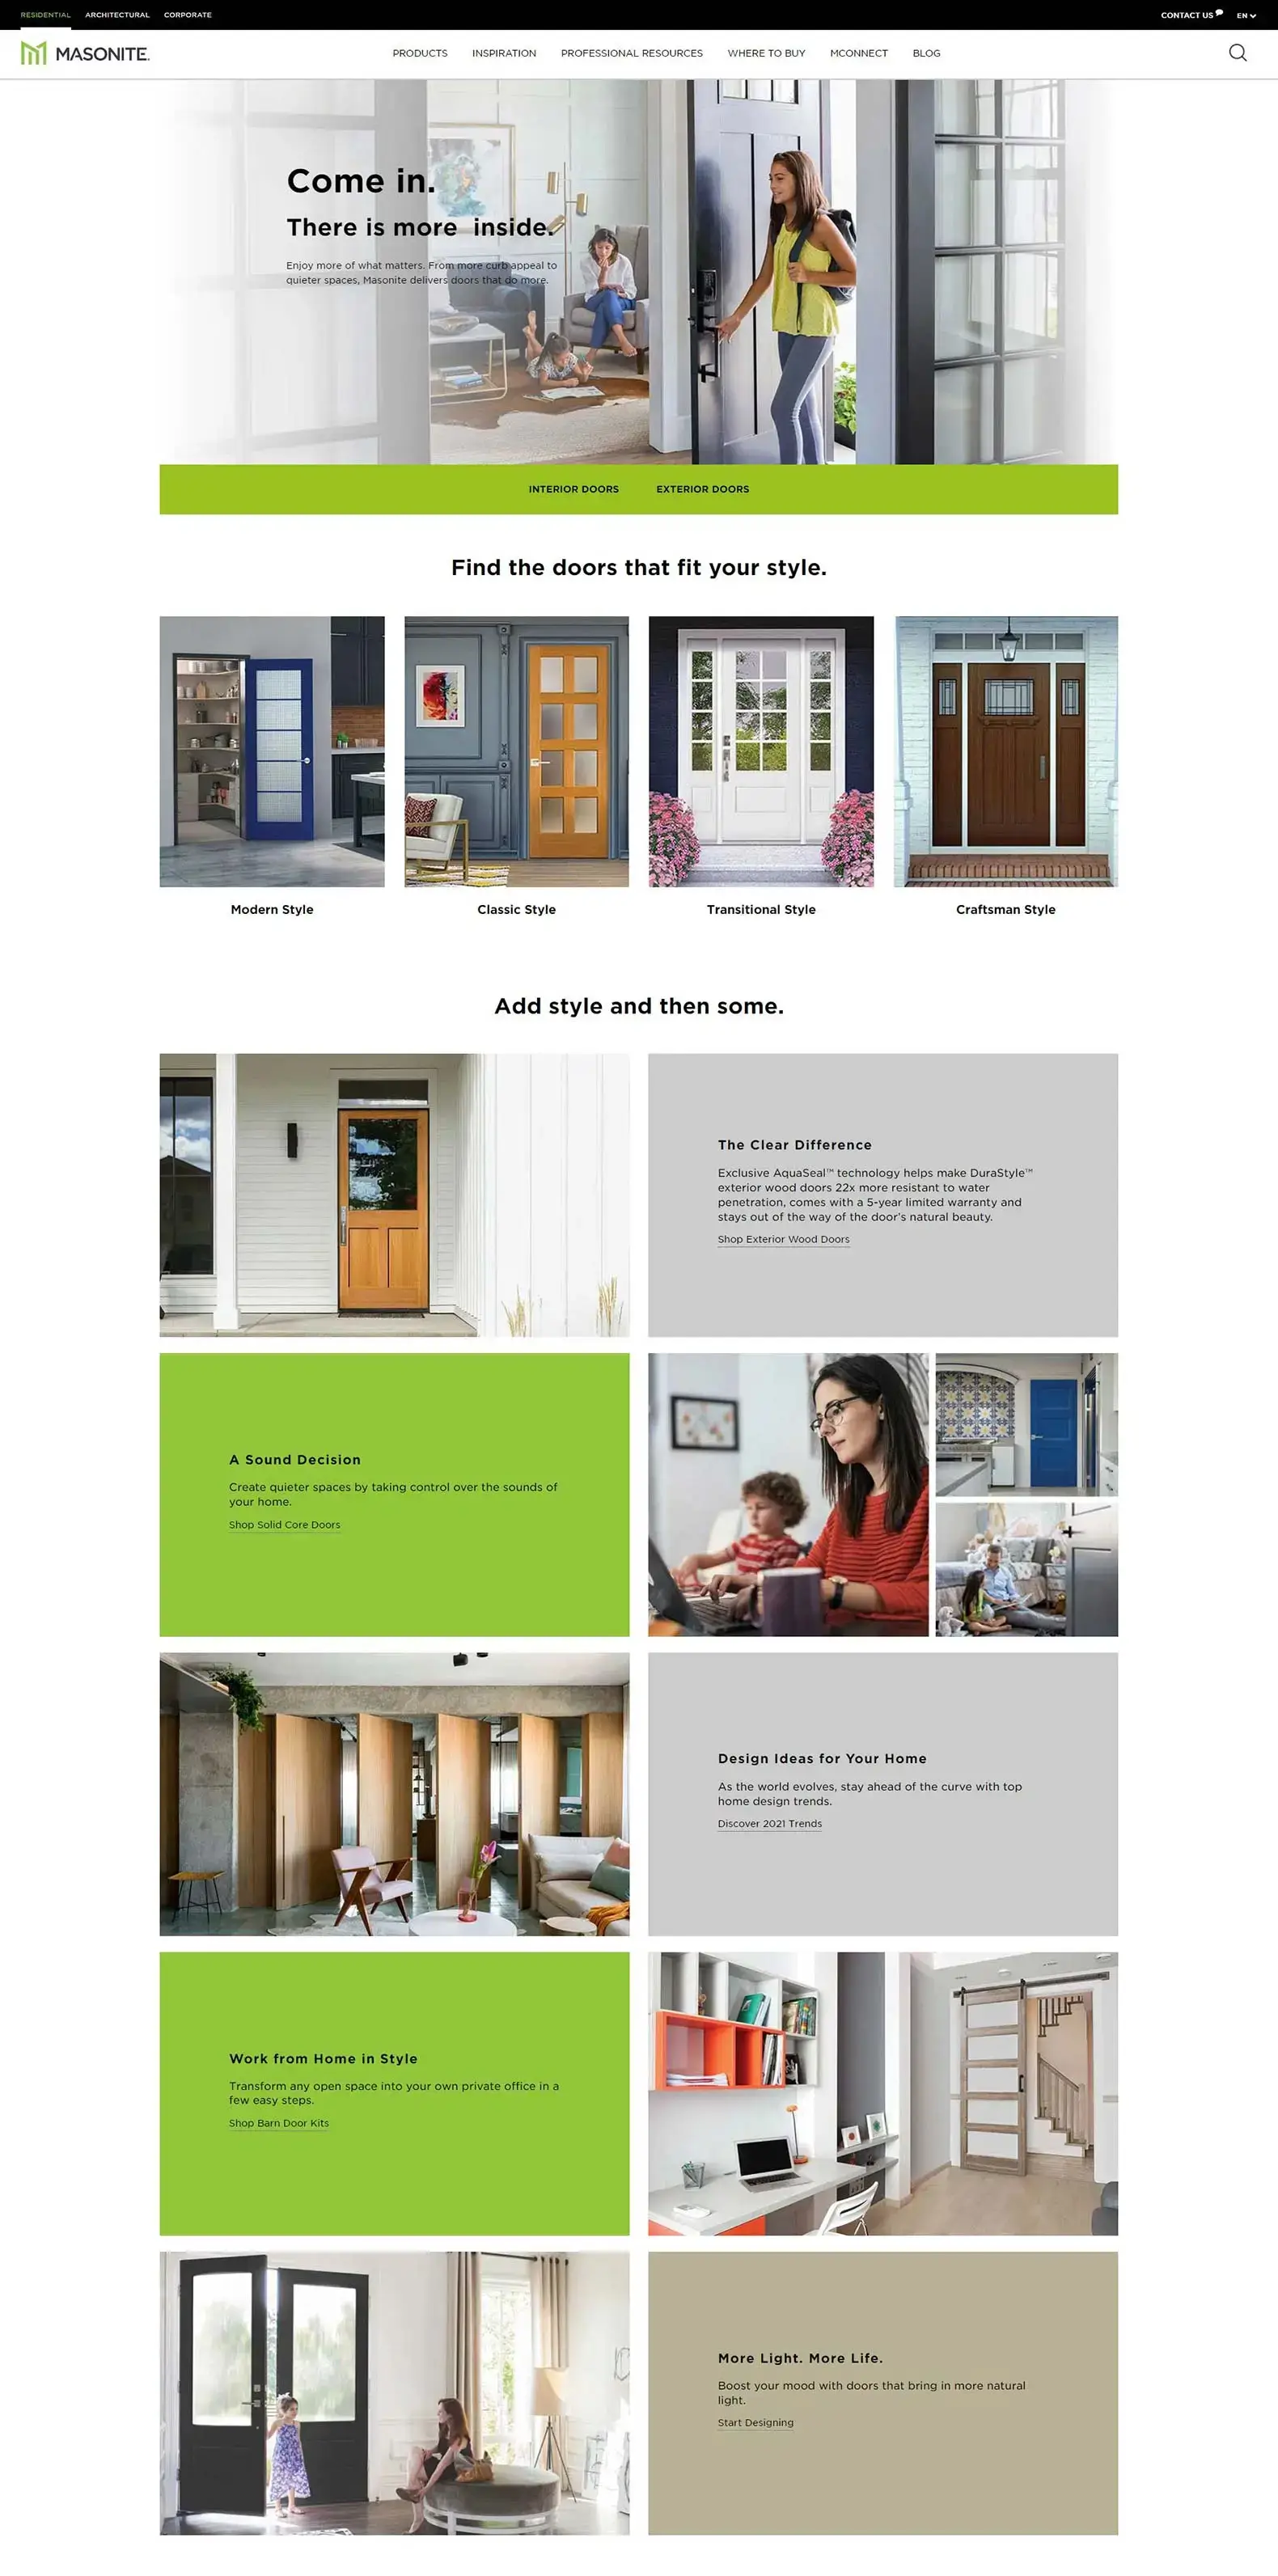 RESIDENTIAL ARCHITECTURAL CORPORATE CONTACT US EN
MASONITE. PRODUCTS INSPIRATION PROFESSIONAL RESOURCES WHERE TO BUY MCONNECT BLOG
Come in.
There is more inside.
Enjoy more of what matters. From more curb appeal to
quieter spaces, Masonite delivers doors that do more.
INTERIOR DOORS EXTERIOR DOORS
Find the doors that fit your style.
Modern Style Classic Style Transitional Style Craftsman Style
Add style and then some.
The Clear Difference
Exclusive AquaSeal™ technology helps make DuraStyle™
exterior wood doors 22x more resistant to water
penetration, comes with a 5-year limited warranty and
stays out of the way of the door's natural beauty.
Shop Exterior Wood Doors
A Sound Decision
Create quieter spaces by taking control over the sounds of
your home.
Shop Solid Core Doors
Design Ideas for Your Home
As the world evolves, stay ahead of the curve with top
home design trends.
Discover 2021 Trends
Work from Home in Style
Transform any open space into your own private office in a
few easy steps.
Shop Barn Door Kits
More Light. More Life.
Boost your mood with doors that bring in more natural
light.
Start Designing